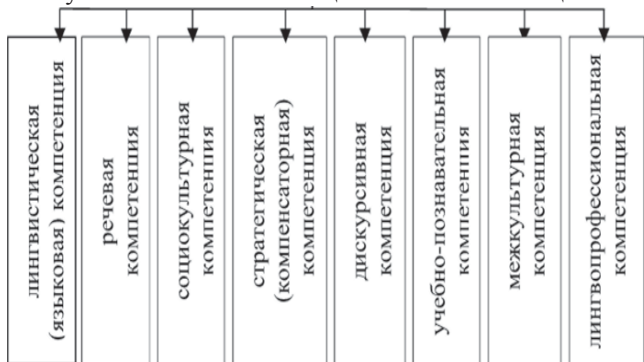 лингвистическая
(языковая) компетенция
речевая
компетенция
социокультурная
компетенция
стратегическая
(компенсаторная)
компетенция
дискурсивная
компетенция
учебно-познавательная
компетенция
межкультурная
компетенция
лингвопрофессиональная
компетенция